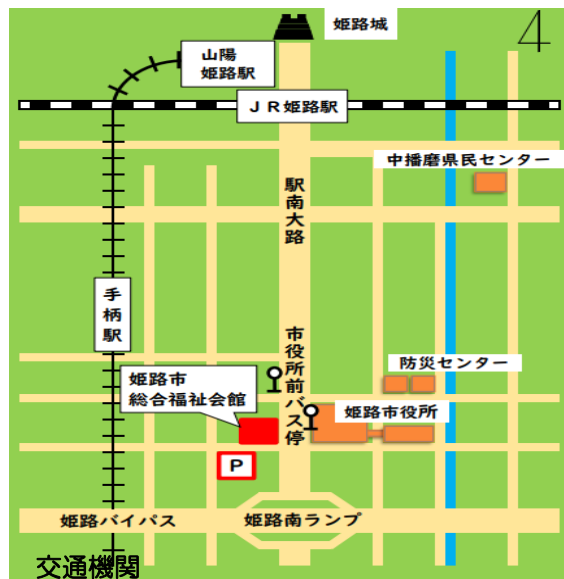 姫路城
4
山陽
姫路駅
ＪＲ姫路駅
中播磨県民センター
駅南大路
手柄駅
市役所前バス停
防災センター
姫路市
総合福祉会館
姫路市役所
P
姫路バイパス
姫路南ランプ
交通機関